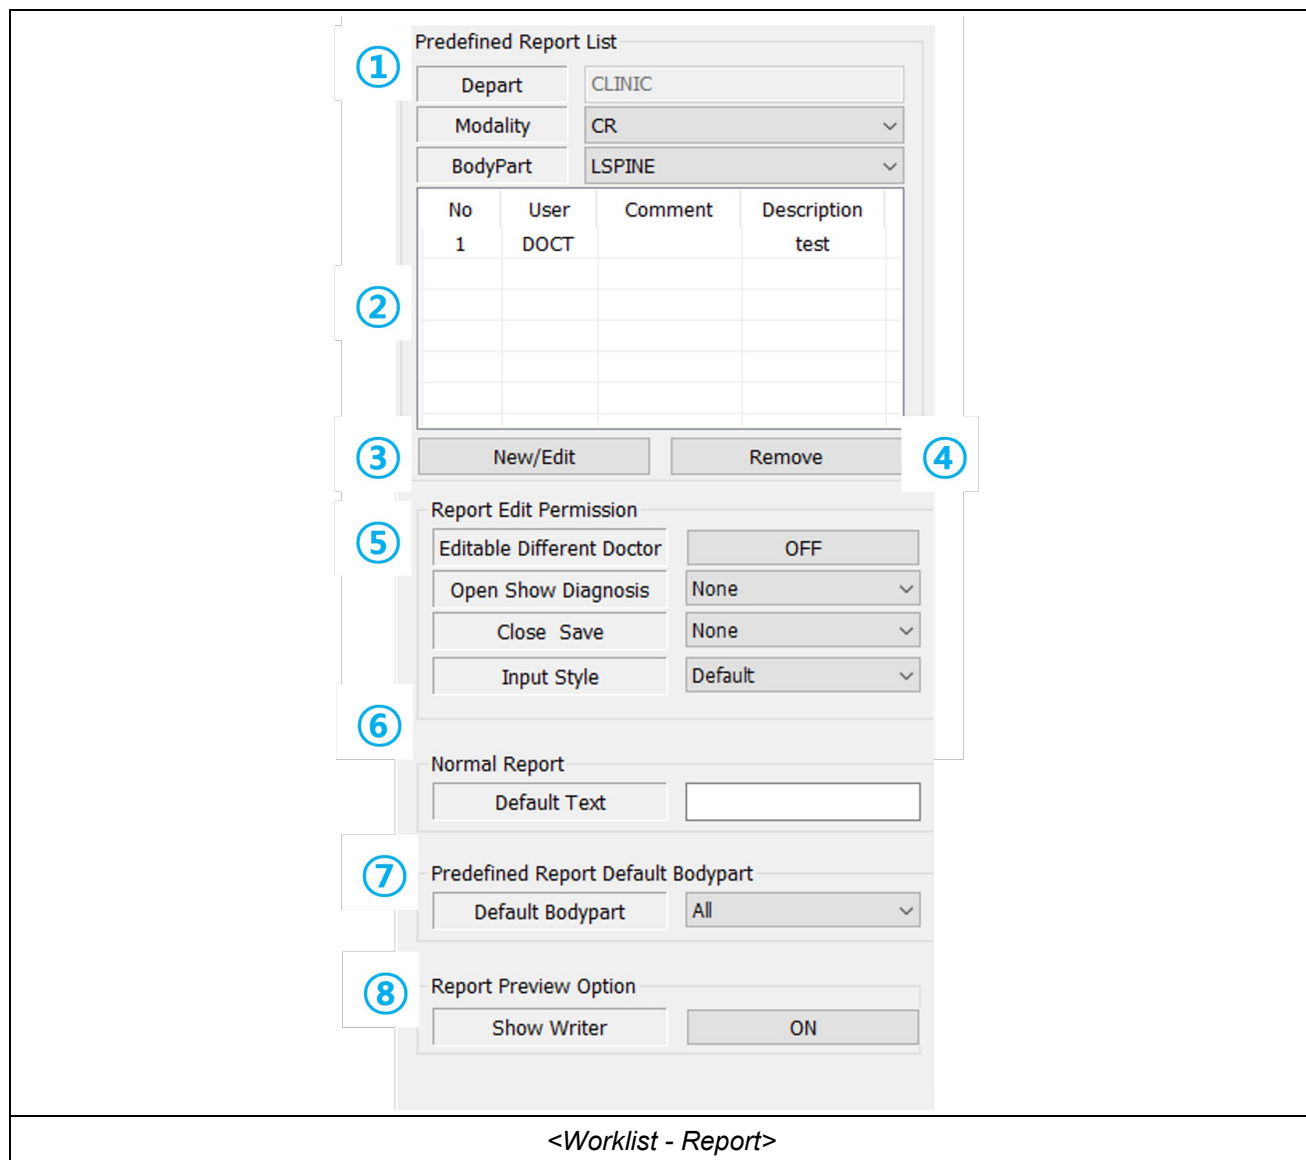 Predefined Report List
①
Depart CLINIC
Modality CR
BodyPart LSPINE
No User Comment Description
1 DOCT test
②
③ New/Edit Remove ④
Report Edit Permission
⑤ Editable Different Doctor OFF
Open Show Diagnosis None
Close Save None
Input Style Default
⑥
Normal Report
Default Text
⑦ Predefined Report Default Bodypart
Default Bodypart All
⑧ Report Preview Option
Show Writer ON
<Worklist - Report>